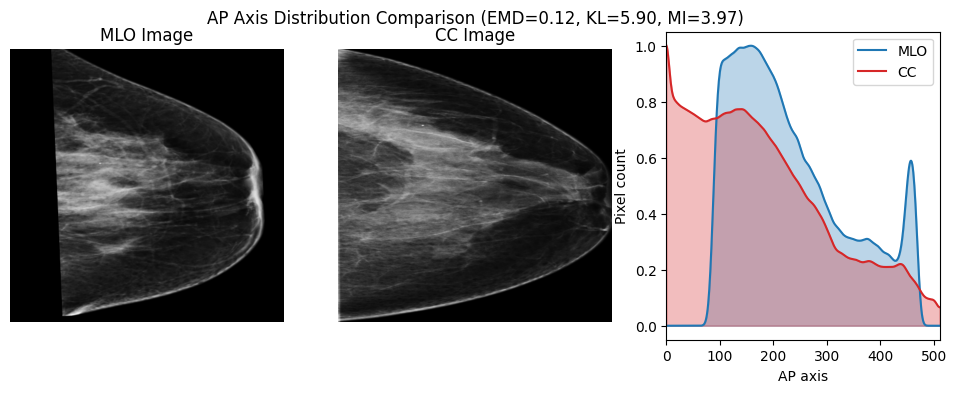 AP Axis Distribution Comparison (EMD=0.12, KL=5.90, MI=3.97)
MLO Image
CC Image
MLO
CC
1.0
0.8
0.6
0.4
0.2
0.0
Pixel count
0 100 200 300 400 500
AP axis